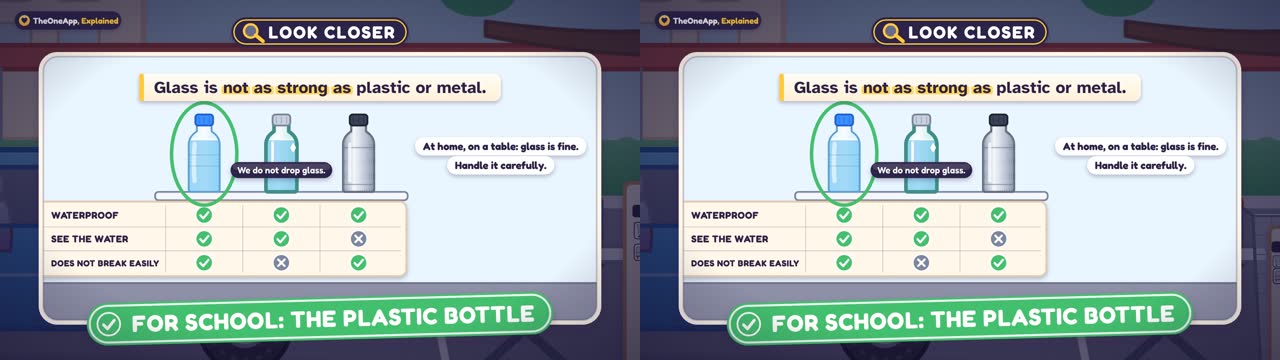 TheOneApp, Explained
LOOK CLOSER
Glass is not as strong as plastic or metal.
At home, on a table: glass is fine.
Handle it carefully.
We do not drop glass.
WATERPROOF
SEE THE WATER
DOES NOT BREAK EASILY
FOR SCHOOL: THE PLASTIC BOTTLE
TheOneApp, Explained
LOOK CLOSER
Glass is not as strong as plastic or metal.
At home, on a table: glass is fine.
Handle it carefully.
We do not drop glass.
WATERPROOF
SEE THE WATER
DOES NOT BREAK EASILY
FOR SCHOOL: THE PLASTIC BOTTLE